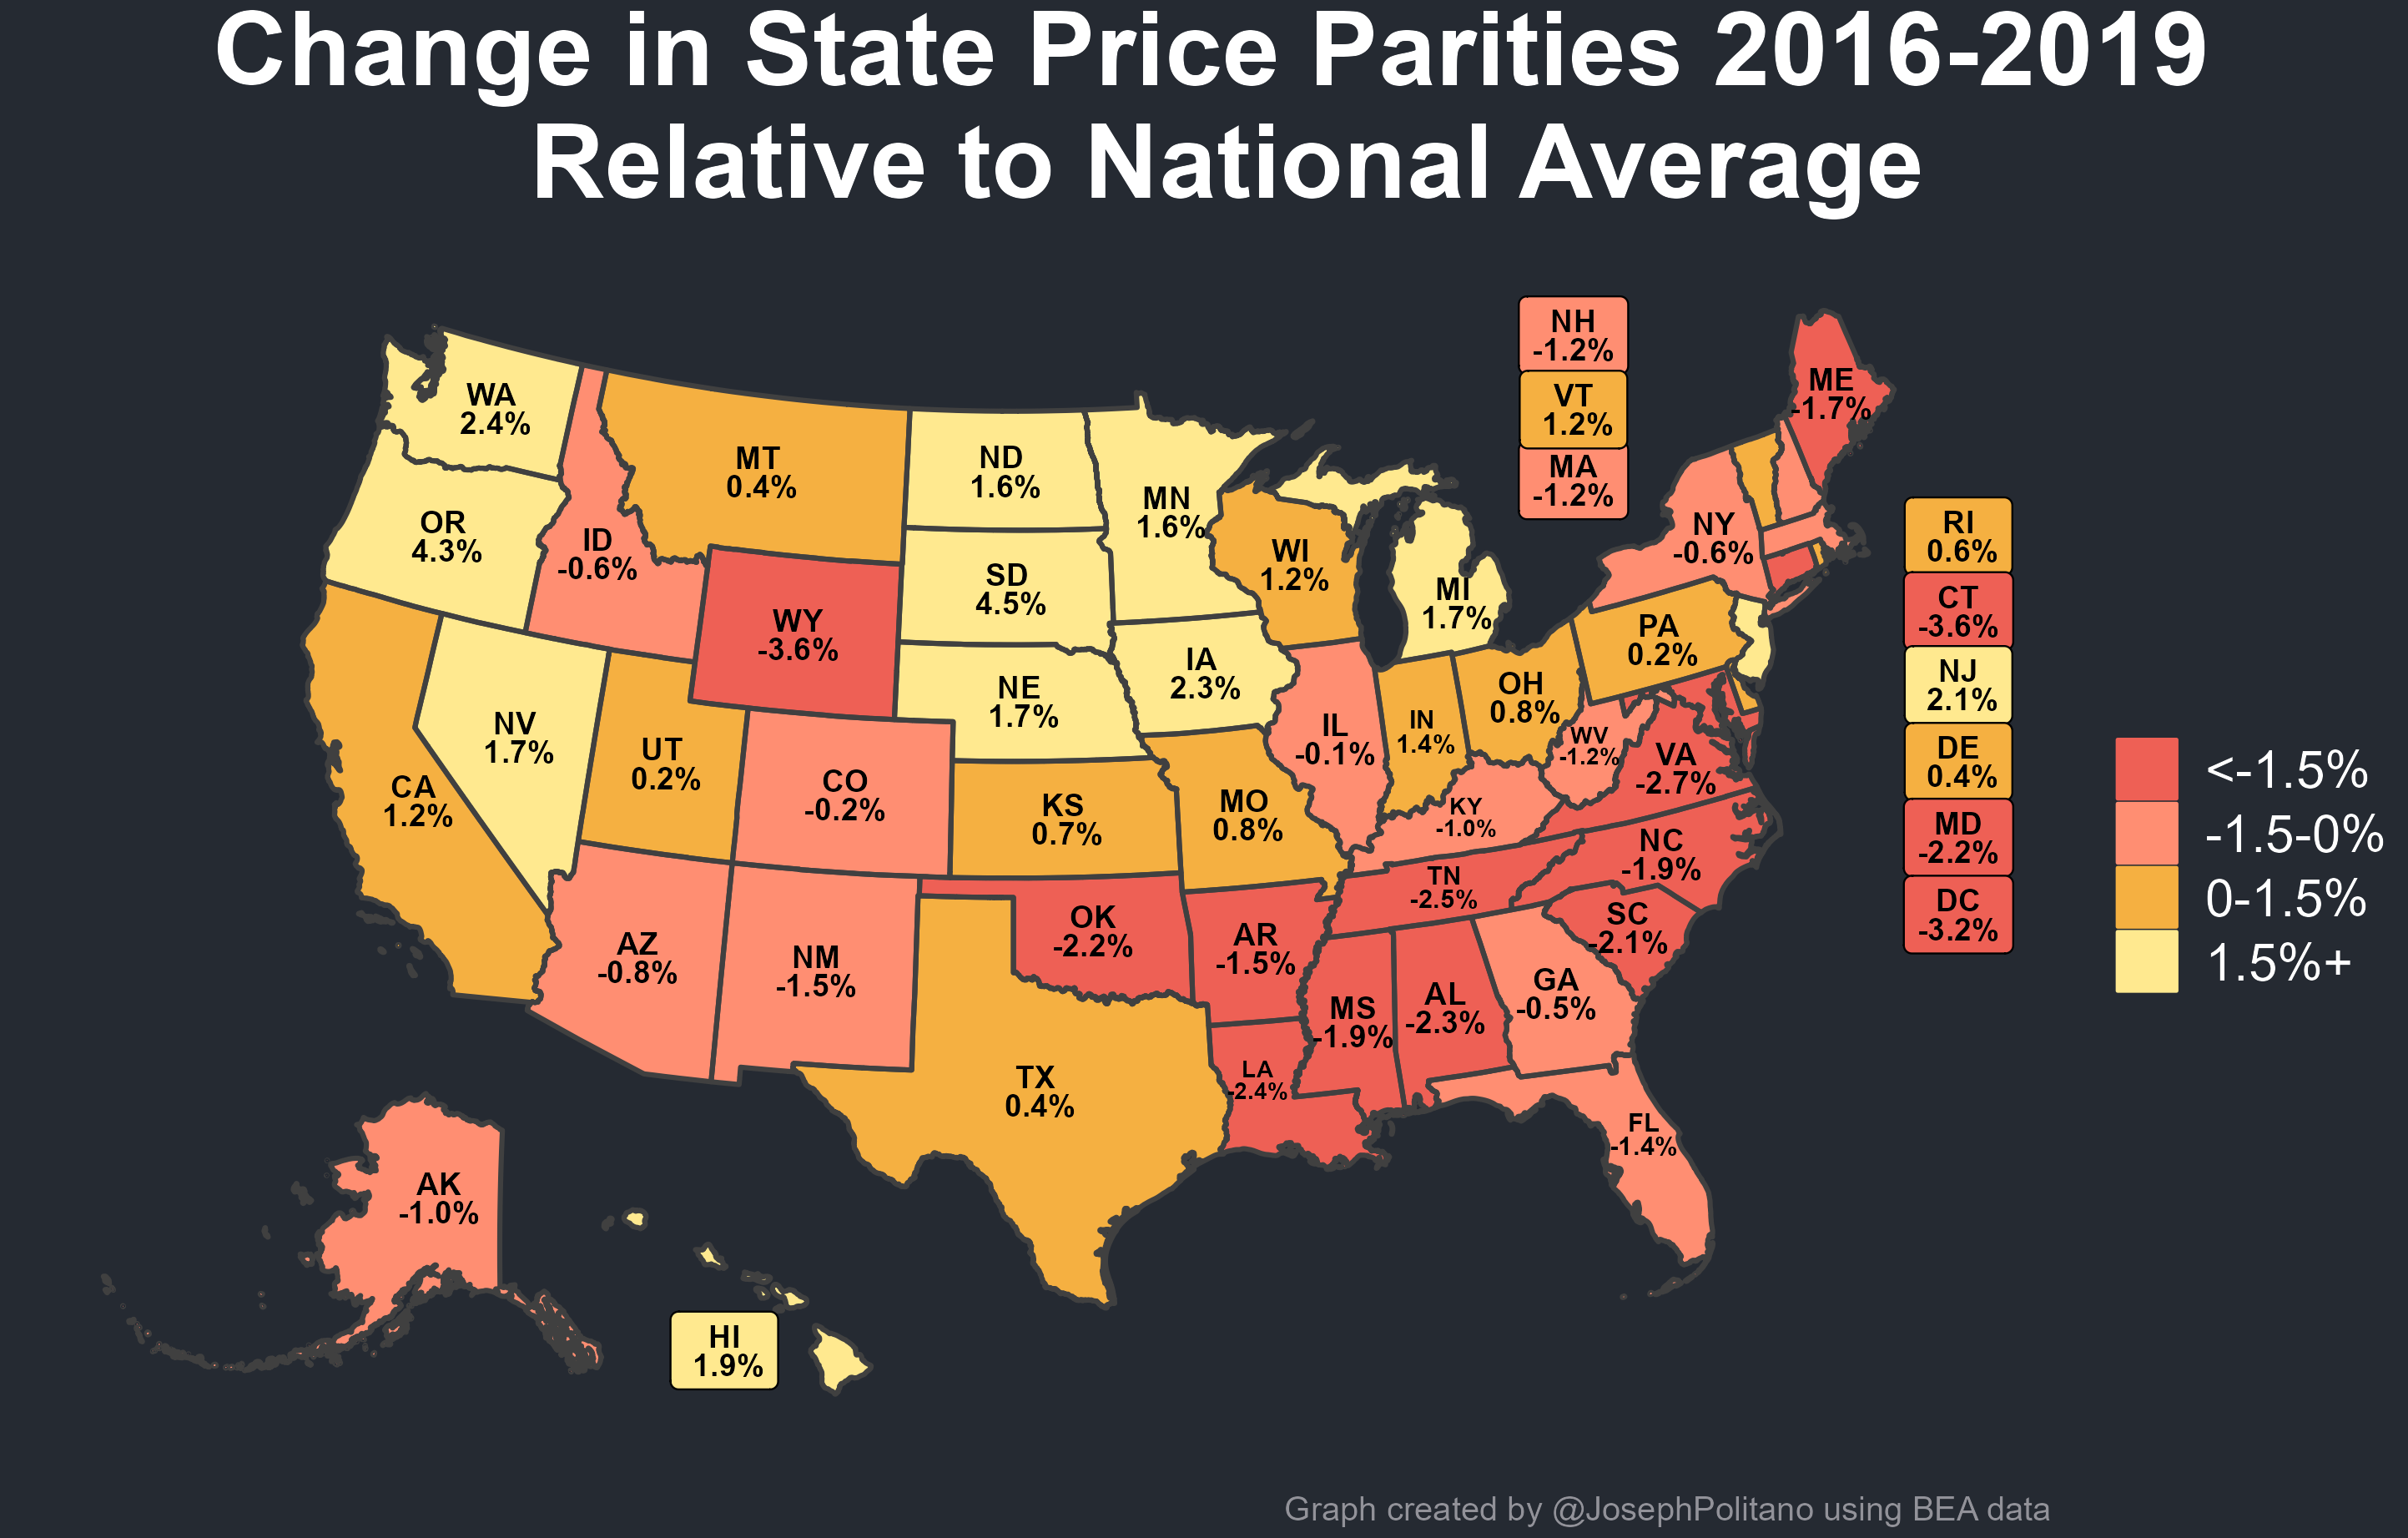 Change in State Price Parities 2016-2019
Relative to National Average
NH
-1.2%
VT
1.2%
MA
-1.2%
ME
-1.7%
WA
2.4%
MT
0.4%
ND
1.6%
MN
1.6%
OR
4.3%
ID
-0.6%
WY
-3.6%
SD
4.5%
WI
1.2%
MI
1.7%
NY
-0.6%
RI
0.6%
CT
-3.6%
NJ
2.1%
DE
0.4%
MD
-2.2%
DC
-3.2%
PA
0.2%
IA
2.3%
NE
1.7%
NV
1.7%
UT
0.2%
CO
-0.2%
CA
1.2%
KS
0.7%
MO
0.8%
IL
-0.1%
IN
1.4%
OH
0.8%
WV
-1.2%
VA
-2.7%
KY
-1.0%
NC
-1.9%
TN
-2.5%
SC
-2.1%
OK
-2.2%
AR
-1.5%
AZ
-0.8%
NM
-1.5%
MS
-1.9%
AL
-2.3%
GA
-0.5%
LA
-2.4%
TX
0.4%
FL
-1.4%
AK
-1.0%
HI
1.9%
<-1.5%
-1.5-0%
0-1.5%
1.5%+
Graph created by @JosephPolitano using BEA data